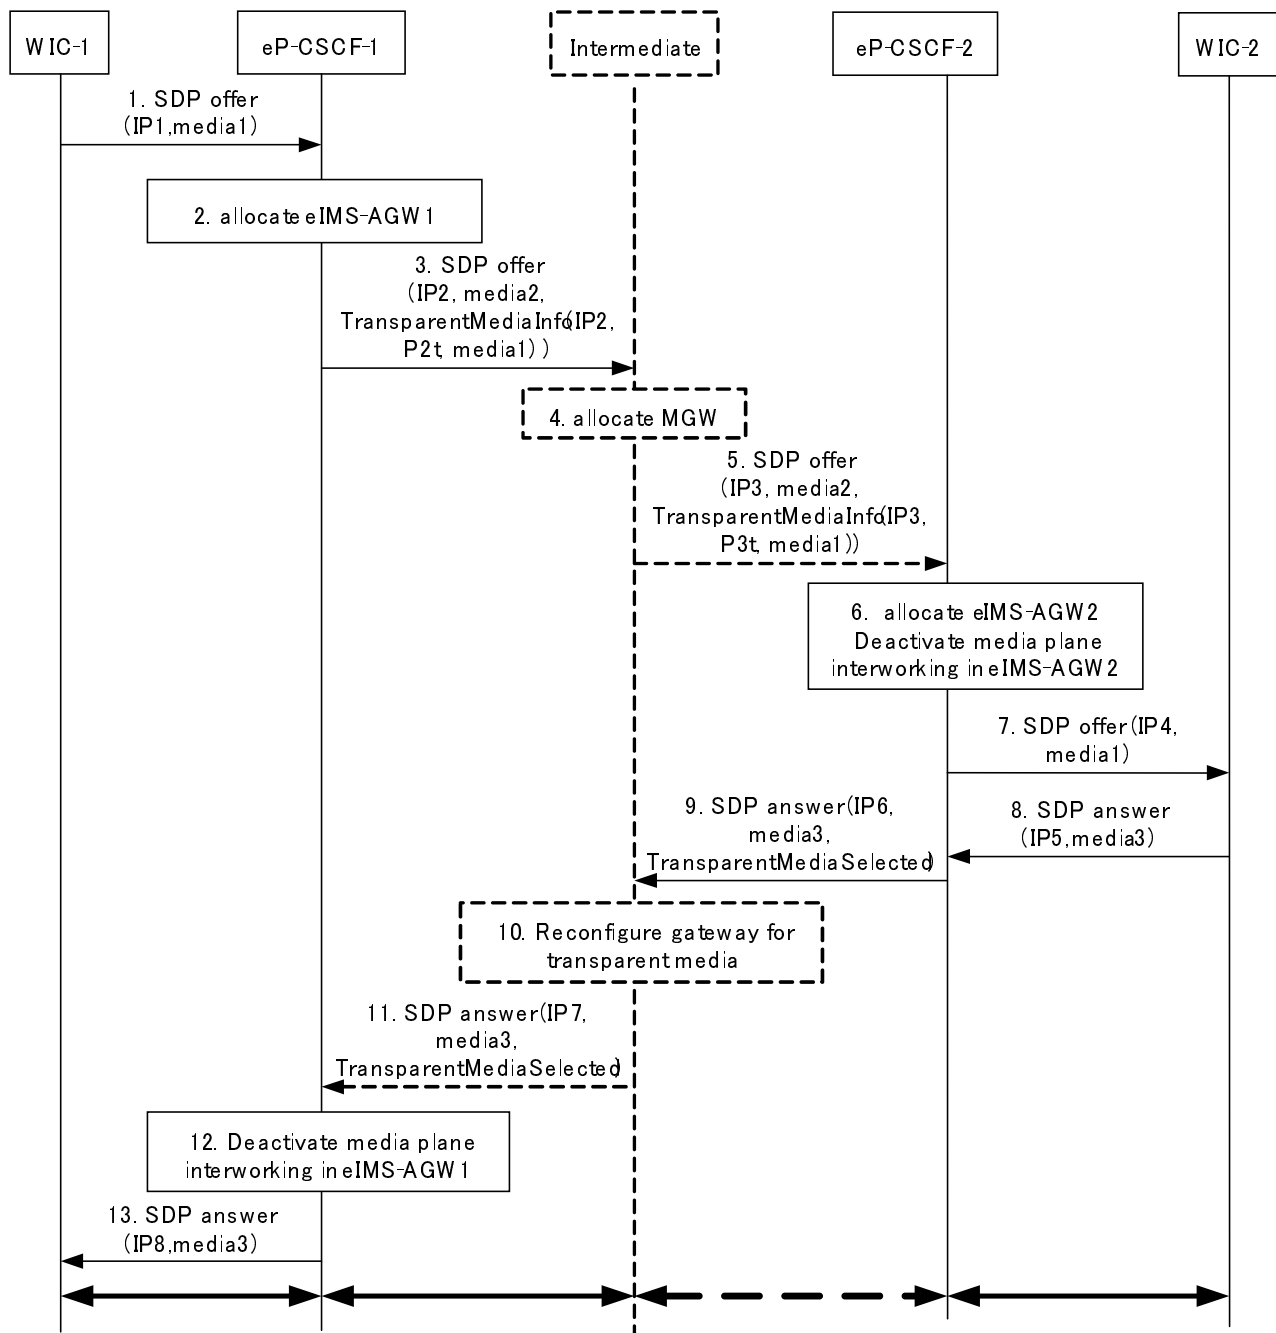 WIC-1
eP-CSCF-1
Intermediate
eP-CSCF-2
WIC-2
1. SDP offer
(IP1,media1)
2. allocate eIMS-AGW1
3. SDP offer
(IP2, media2,
TransparentMediaInfo(IP2,
P2t, media1))
4. allocate MGW
5. SDP offer
(IP3, media2,
TransparentMediaInfo(IP3,
P3t, media1))
6. allocate eIMS-AGW2
Deactivate media plane
interworking in eIMS-AGW2
7. SDP offer(IP4,
media1)
8. SDP answer
(IP5,media3)
9. SDP answer(IP6,
media3,
TransparentMediaSelected)
10. Reconfigure gateway for
transparent media
11. SDP answer(IP7,
media3,
TransparentMediaSelected)
12. Deactivate media plane
interworking in eIMS-AGW1
13. SDP answer
(IP8,media3)